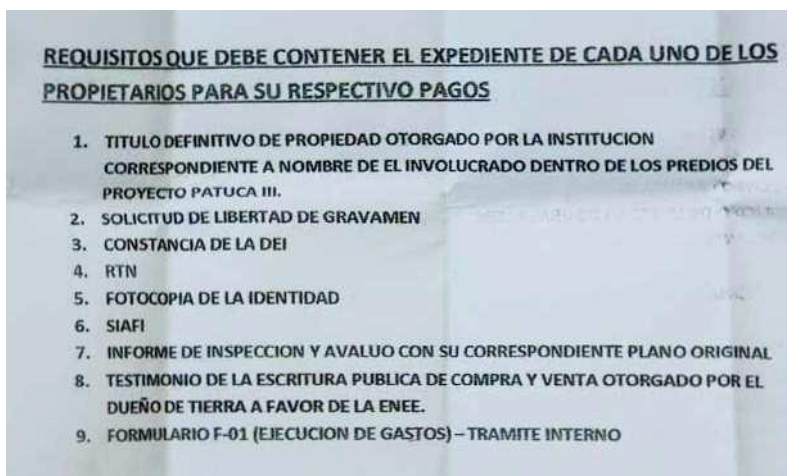 REQUISITOS QUE DEBE CONTENER EL EXPEDIENTE DE CADA UNO DE LOS
PROPIETARIOS PARA SU RESPECTIVO PAGOS
1. TITULO DEFINITIVO DE PROPIEDAD OTORGADO POR LA INSTITUCION
CORRESPONDIENTE A NOMBRE DE EL INVOLUCRADO DENTRO DE LOS PREDIOS DEL
PROYECTO PATUCA III.
2. SOLICITUD DE LIBERTAD DE GRAVAMEN
3. CONSTANCIA DE LA DEI
4. RTN
5. FOTOCOPIA DE LA IDENTIDAD
6. SIAFI
7. INFORME DE INSPECCION Y AVALUO CON SU CORRESPONDIENTE PLANO ORIGINAL
8. TESTIMONIO DE LA ESCRITURA PUBLICA DE COMPRA Y VENTA OTORGADO POR EL
DUEÑO DE TIERRA A FAVOR DE LA ENEE.
9. FORMULARIO F-01 (EJECUCION DE GASTOS) – TRAMITE INTERNO